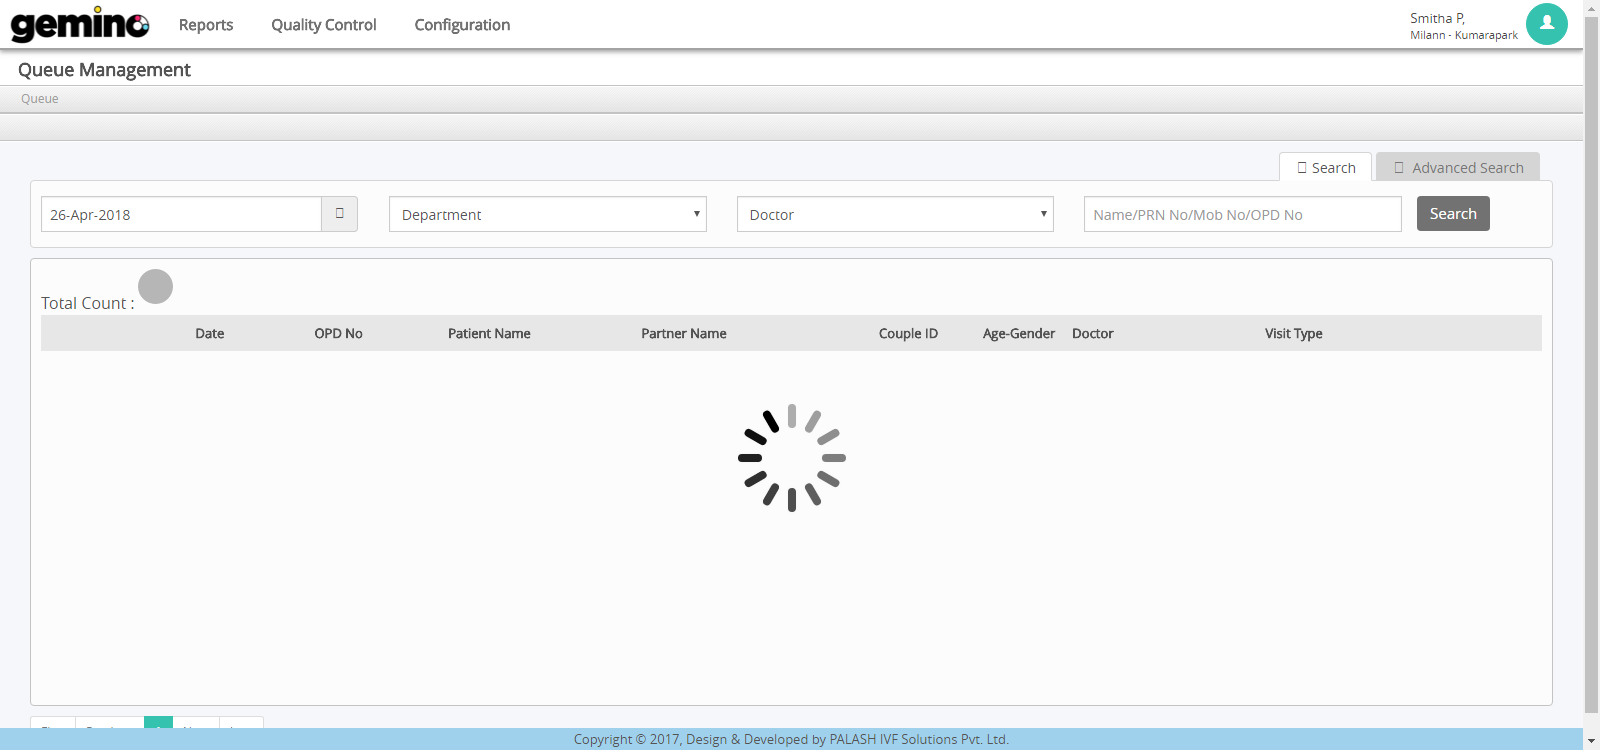 gemino Reports Quality Control Configuration
Smitha P,
Milann - Kumarapark
Queue Management
Queue
Search Advanced Search
26-Apr-2018 Department Doctor Name/PRN No/Mob No/OPD No Search
Total Count :
Date OPD No Patient Name Partner Name Couple ID Age-Gender Doctor Visit Type
Copyright © 2017, Design & Developed by PALASH IVF Solutions Pvt. Ltd.